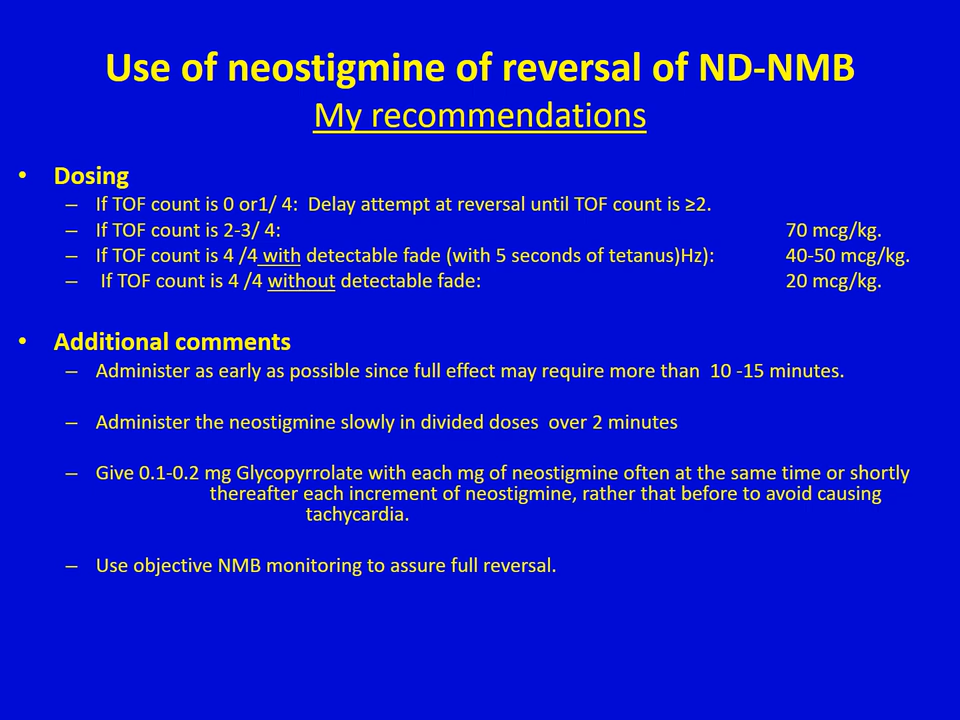 Use of neostigmine of reversal of ND-NMB
My recommendations
• Dosing
– If TOF count is 0 or1/ 4: Delay attempt at reversal until TOF count is ≥2.
– If TOF count is 2-3/ 4: 70 mcg/kg.
– If TOF count is 4 /4 with detectable fade (with 5 seconds of tetanus)Hz): 40-50 mcg/kg.
– If TOF count is 4 /4 without detectable fade: 20 mcg/kg.
• Additional comments
– Administer as early as possible since full effect may require more than 10 -15 minutes.
– Administer the neostigmine slowly in divided doses over 2 minutes
– Give 0.1-0.2 mg Glycopyrrolate with each mg of neostigmine often at the same time or shortly
thereafter each increment of neostigmine, rather that before to avoid causing
tachycardia.
– Use objective NMB monitoring to assure full reversal.